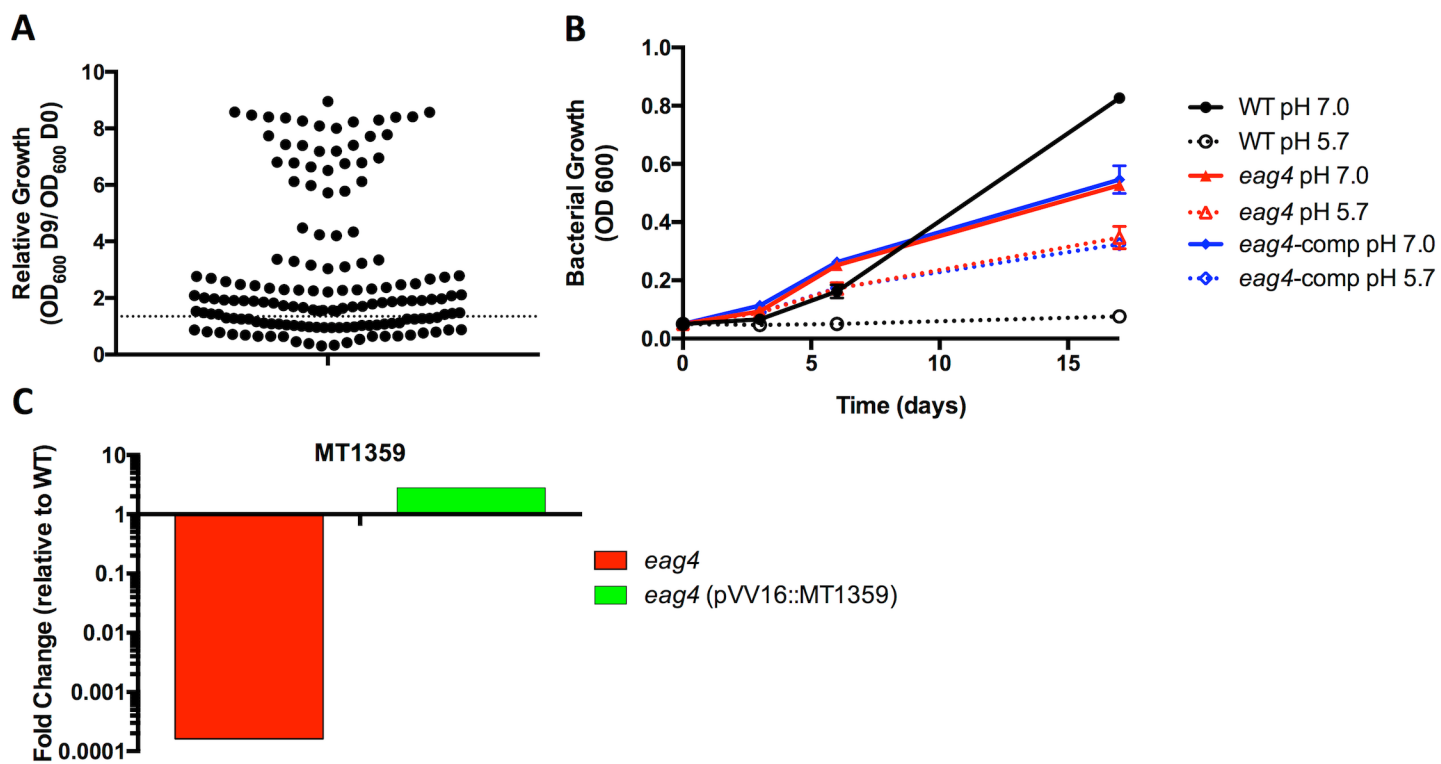 A
10
8
6
4
2
0
Relative Growth
(OD600 D9/ OD600 D0)
B
1.0
0.8
0.6
0.4
0.2
0.0
Bacterial Growth
(OD 600)
0
5
10
15
Time (days)
WT pH 7.0
WT pH 5.7
eag4 pH 7.0
eag4 pH 5.7
eag4-comp pH 7.0
eag4-comp pH 5.7
C
MT1359
10
1
0.1
0.01
0.001
0.0001
Fold Change (relative to WT)
eag4
eag4 (pVV16::MT1359)